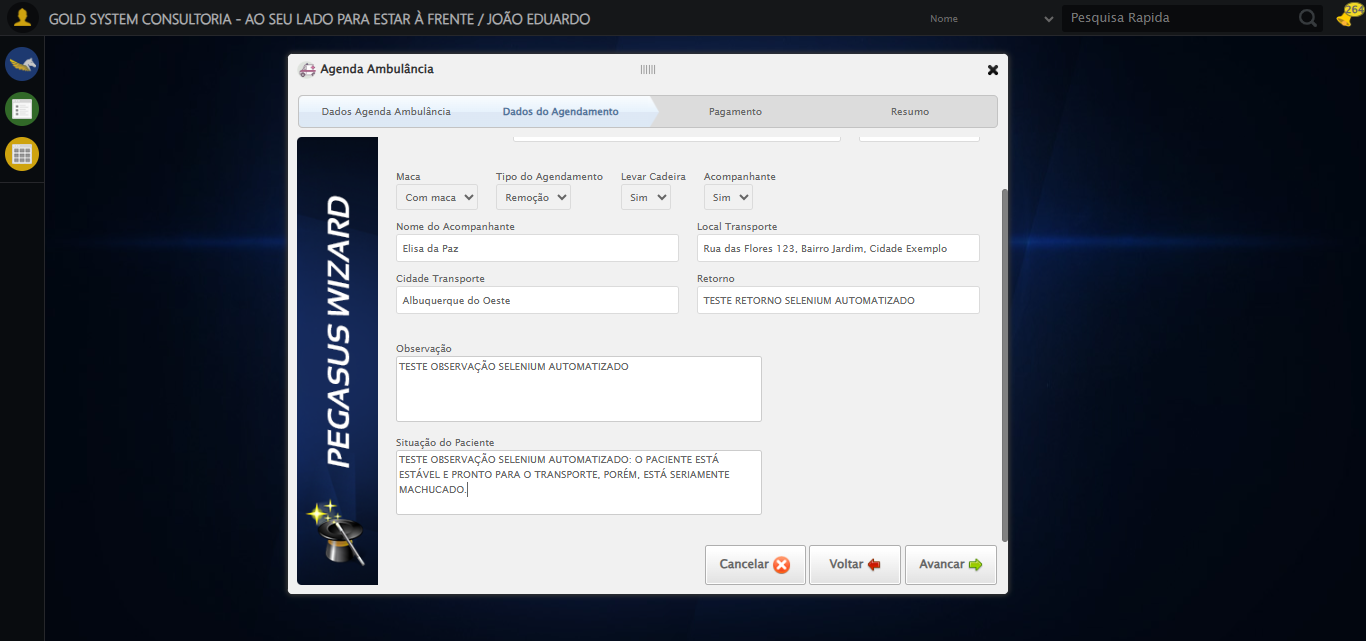 GOLD SYSTEM CONSULTORIA - AO SEU LADO PARA ESTAR À FRENTE / JOÃO EDUARDO
Nome
Pesquisa Rapida
264
Agenda Ambulância
Dados Agenda Ambulância
Dados do Agendamento
Pagamento
Resumo
PEGASUS WIZARD
Maca
Tipo do Agendamento
Levar Cadeira
Acompanhante
Com maca
Remoção
Sim
Sim
Nome do Acompanhante
Local Transporte
Elisa da Paz
Rua das Flores 123, Bairro Jardim, Cidade Exemplo
Cidade Transporte
Retorno
Albuquerque do Oeste
TESTE RETORNO SELENIUM AUTOMATIZADO
Observação
TESTE OBSERVAÇÃO SELENIUM AUTOMATIZADO
Situação do Paciente
TESTE OBSERVAÇÃO SELENIUM AUTOMATIZADO: O PACIENTE ESTÁ
ESTÁVEL E PRONTO PARA O TRANSPORTE, PORÉM, ESTÁ SERIAMENTE
MACHUCADO.
Cancelar
Voltar
Avancar